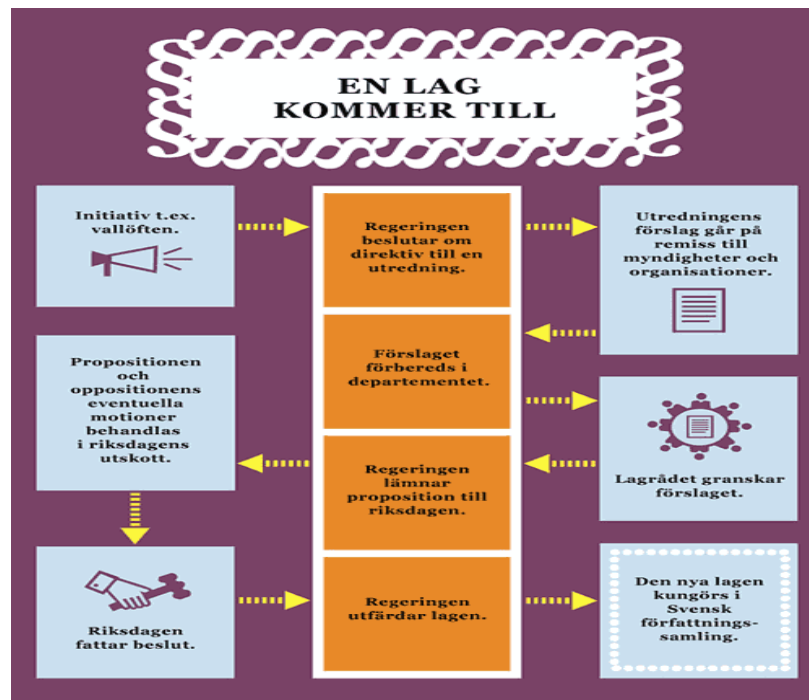 EN LAG
KOMMER TILL
Initiativ t.ex.
vallöften.
Regeringen
beslutar om
direktiv till en
utredning.
Utredningens
förslag går på
remiss till
myndigheter och
organisationer.
Förslaget
förbereds i
departementet.
Lagrådet granskar
förslaget.
Regeringen
lämnar
proposition till
riksdagen.
Propositionen
och
oppositionens
eventuella
motioner
behandlas
i riksdagens
utskott.
Riksdagen
fattar beslut.
Regeringen
utfärdar lagen.
Den nya lagen
kungörs i
Svensk
författnings-
samling.